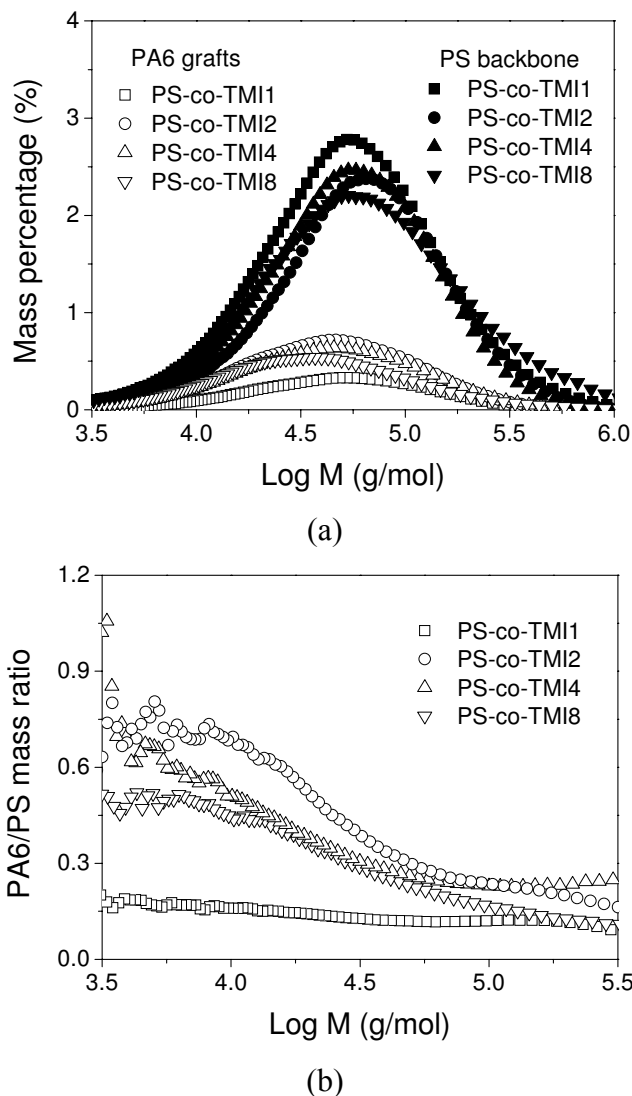 4
PA6 grafts
PS backbone
PS-co-TMI1
PS-co-TMI1
PS-co-TMI2
PS-co-TMI2
PS-co-TMI4
PS-co-TMI4
PS-co-TMI8
PS-co-TMI8
3
2
1
0
Mass percentage (%)
3.5 4.0 4.5 5.0 5.5 6.0
Log M (g/mol)
(a)
1.2
PS-co-TMI1
PS-co-TMI2
PS-co-TMI4
PS-co-TMI8
0.9
0.6
0.3
0.0
PA6/PS mass ratio
3.5 4.0 4.5 5.0 5.5
Log M (g/mol)
(b)